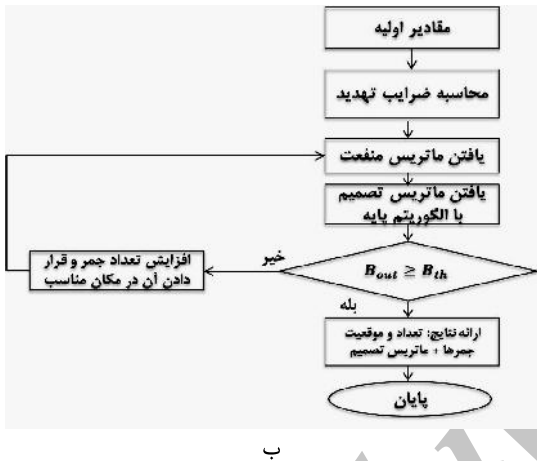 مقادیر اولیه
محاسبه ضرایب تهدید
یافتن ماتریس منفعت
یافتن ماتریس تصمیم
با الگوریتم پایه
B_out ≥ B_th
خیر
افزایش تعداد جمر و قرار
دادن آن در مکان مناسب
بله
ارائه نتایج: تعداد و موقعیت
جمرها + ماتریس تصمیم
پایان
ب